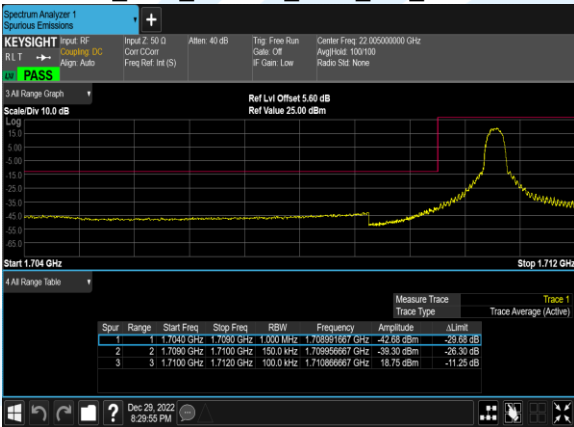 Spectrum Analyzer 1
Spurious Emissions
KEYSIGHT Input: RF Input Z: 50 Ω Atten: 40 dB Trig: Free Run Center Freq: 22.005000000 GHz
RLT Coupling: DC Corr CCorr Gate: Off Avg|Hold: 100/100
Align: Auto Freq Ref: Int (S) IF Gain: Low Radio Std: None
PASS
3 All Range Graph
Ref Lvl Offset 5.60 dB
Scale/Div 10.0 dB Ref Value 25.00 dBm
Log
15.0
5.00
-5.00
-15.0
-25.0
-35.0
-45.0
-55.0
-65.0
Start 1.704 GHz Stop 1.712 GHz
4 All Range Table
Measure Trace Trace 1
Trace Type Trace Average (Active)
Spur Range Start Freq Stop Freq RBW Frequency Amplitude ΔLimit
1 1 1.7040 GHz 1.7090 GHz 1.000 MHz 1.708991667 GHz -42.68 dBm -29.68 dB
2 2 1.7090 GHz 1.7100 GHz 150.0 kHz 1.709956667 GHz -39.30 dBm -26.30 dB
3 3 1.7100 GHz 1.7120 GHz 100.0 kHz 1.710866667 GHz 18.75 dBm -11.25 dB
? Dec 29, 2022
8:29:55 PM